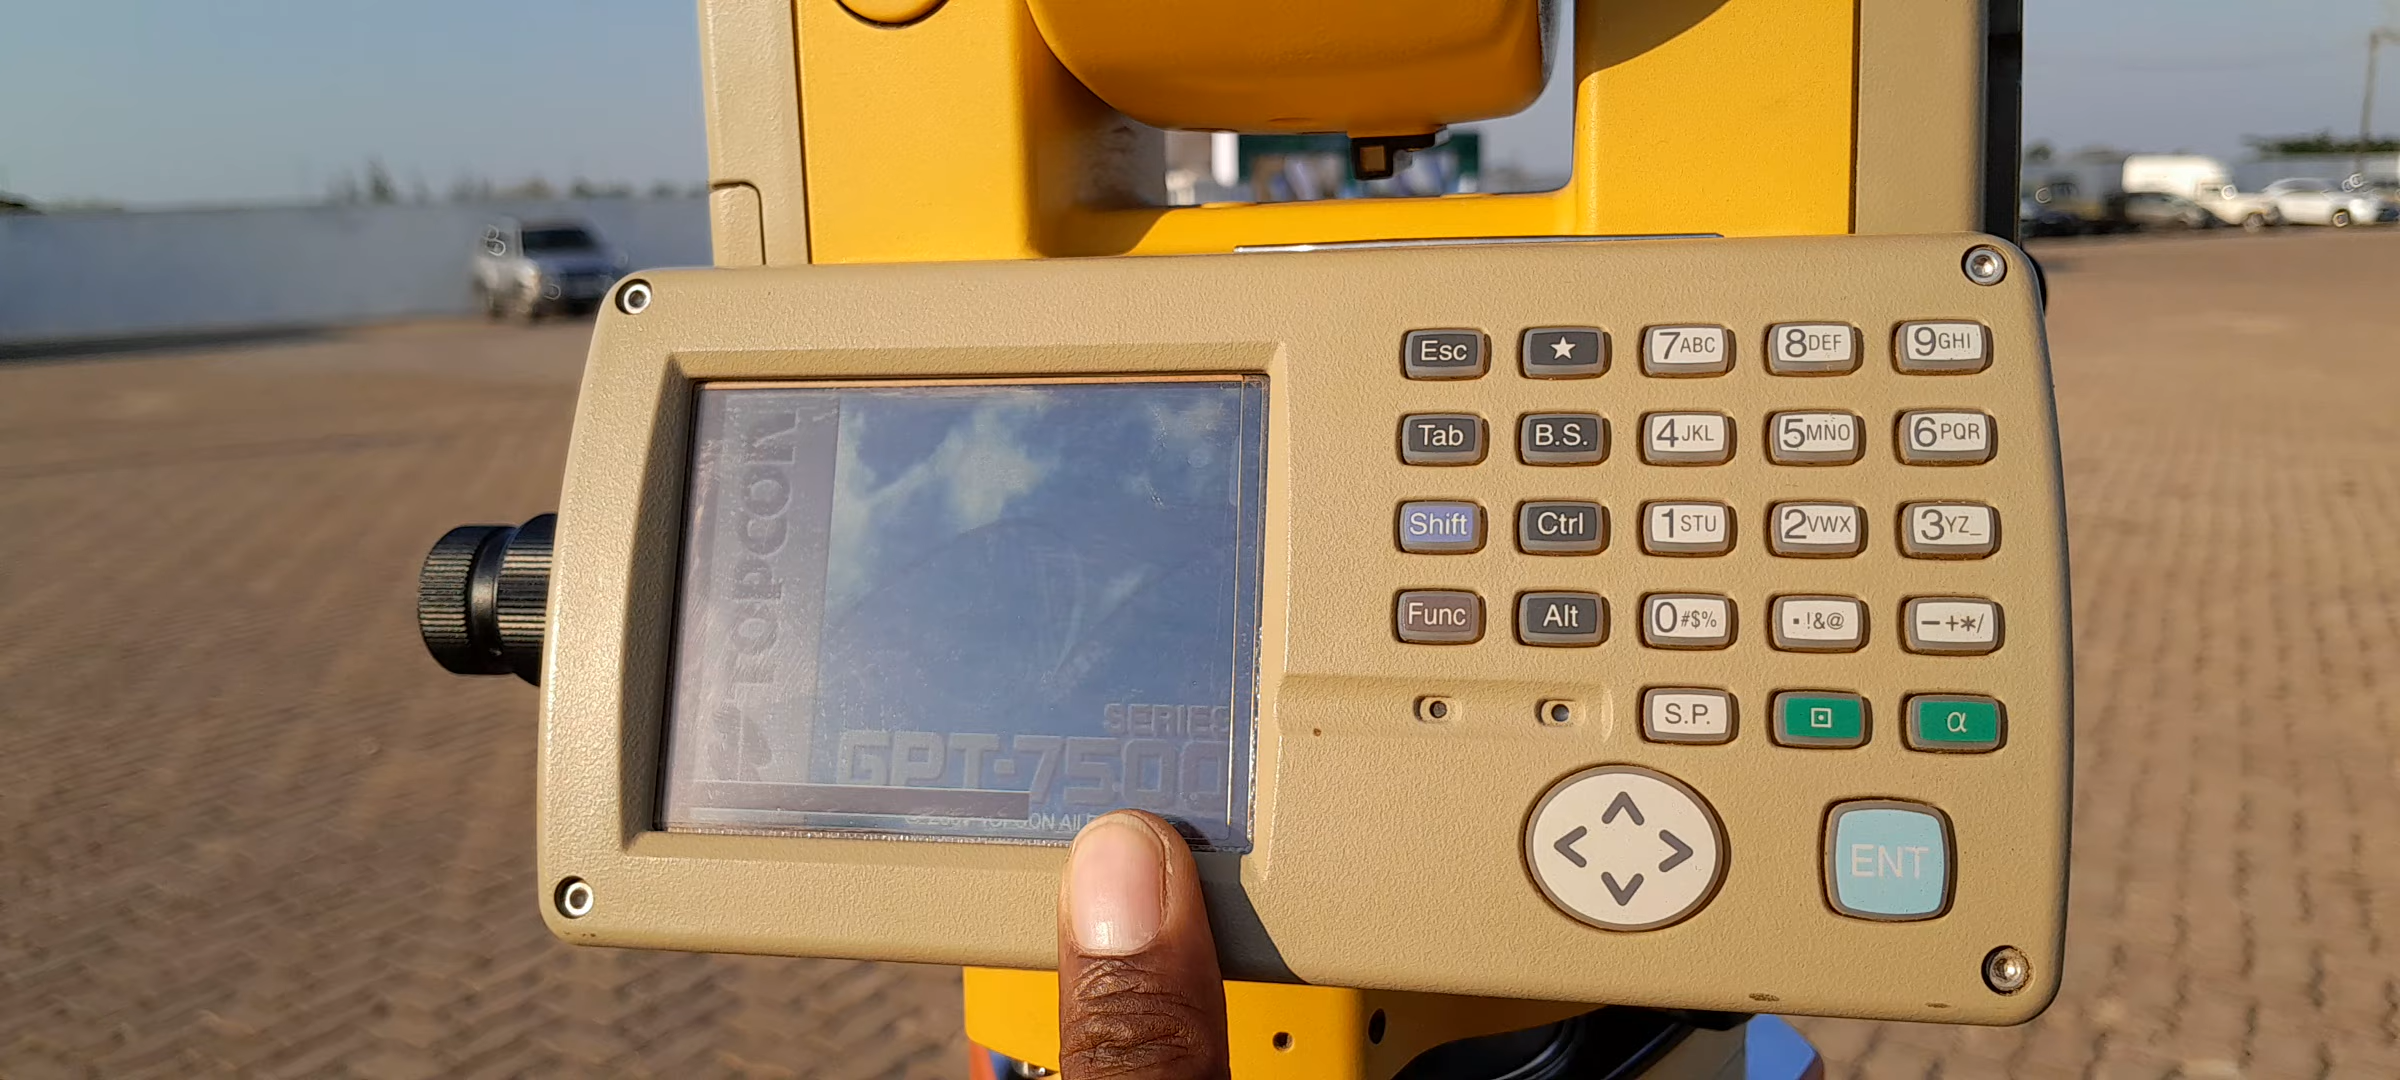 TOPCON
SERIES
GPT-7500
TOPCON
Esc ★ 7ABC 8DEF 9GHI
Tab B.S. 4JKL 5MNO 6PQR
Shift Ctrl 1STU 2VWX 3YZ_
Func Alt 0#$% .!&@ -+*/
S.P. α
ENT